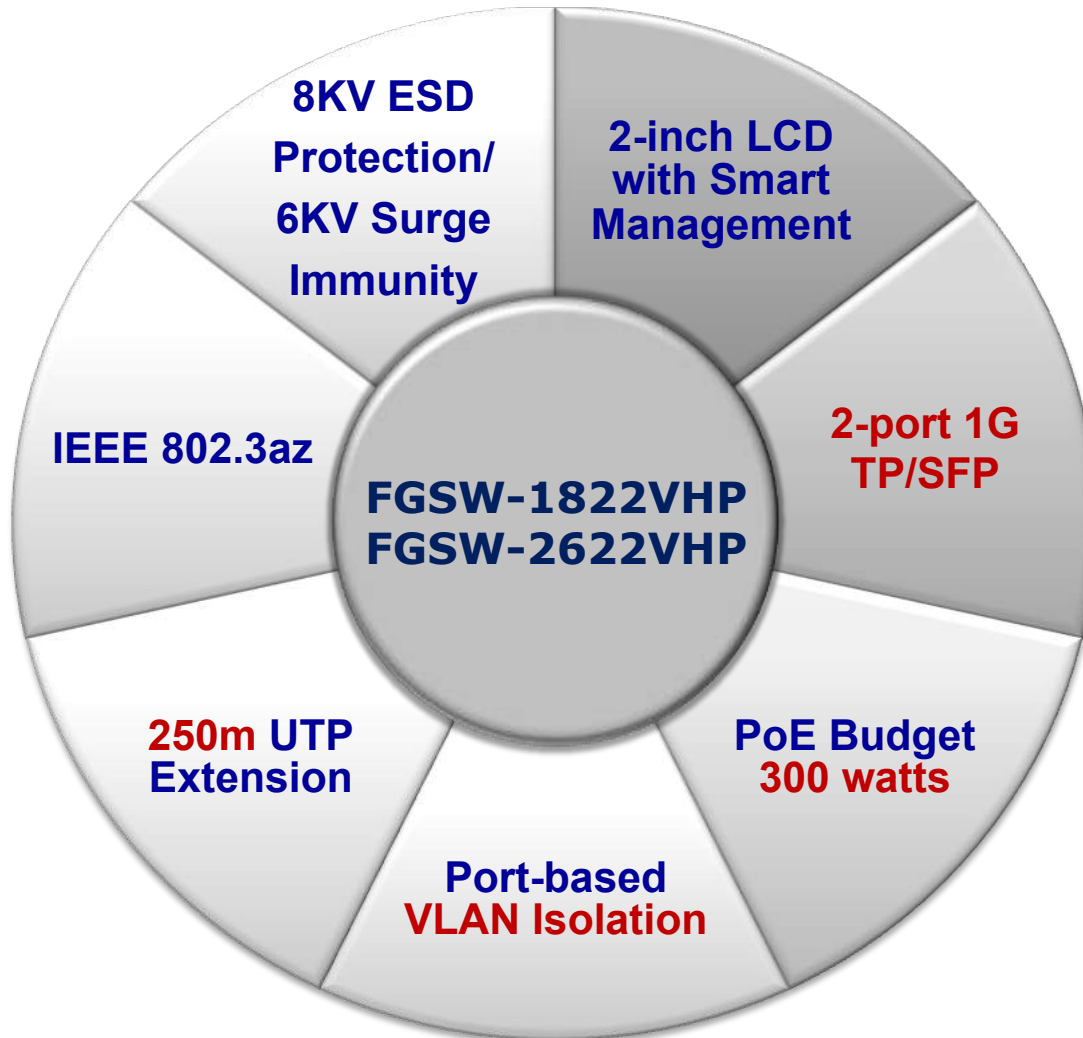 8KV ESD
Protection/
6KV Surge
Immunity
2-inch LCD
with Smart
Management
2-port 1G
TP/SFP
PoE Budget
300 watts
Port-based
VLAN Isolation
250m UTP
Extension
IEEE 802.3az
FGSW-1822VHP
FGSW-2622VHP